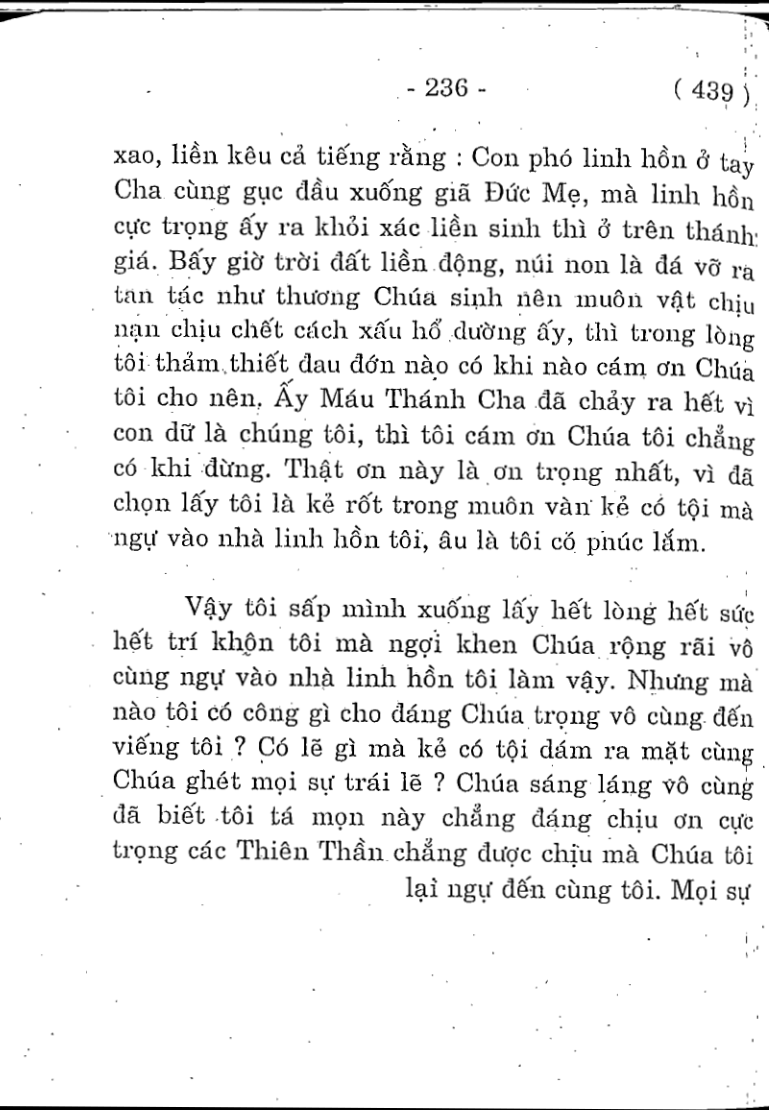 - 236 - ( 439 )
xao, liền kêu cả tiếng rằng : Con phó linh hồn ở tay
Cha cùng gục đầu xuống giã Đức Mẹ, mà linh hồn
cực trọng ấy ra khỏi xác liền sinh thì ở trên thánh
giá. Bấy giờ trời đất liền động, núi non là đá vỡ ra
tan tác như thương Chúa sinh nên muôn vật chịu
nạn chịu chết cách xấu hổ dường ấy, thì trong lòng
tôi thảm thiết đau đớn nào có khi nào cám ơn Chúa
tôi cho nên. Ấy Máu Thánh Cha đã chảy ra hết vì
con dữ là chúng tôi, thì tôi cám ơn Chúa tôi chẳng
có khi đừng. Thật ơn này là ơn trọng nhất, vì đã
chọn lấy tôi là kẻ rốt trong muôn vàn kẻ có tội mà
ngự vào nhà linh hồn tôi, âu là tôi có phúc lắm.
Vậy tôi sấp mình xuống lấy hết lòng hết sức
hết trí khôn tôi mà ngợi khen Chúa rộng rãi vô
cùng ngự vào nhà linh hồn tôi làm vậy. Nhưng mà
nào tôi có công gì cho đáng Chúa trọng vô cùng đến
viếng tôi ? Có lẽ gì mà kẻ có tội dám ra mặt cùng
Chúa ghét mọi sự trái lẽ ? Chúa sáng láng vô cùng
đã biết tôi tá mọn này chẳng đáng chịu ơn cực
trọng các Thiên Thần chẳng được chịu mà Chúa tôi
lại ngự đến cùng tôi. Mọi sự